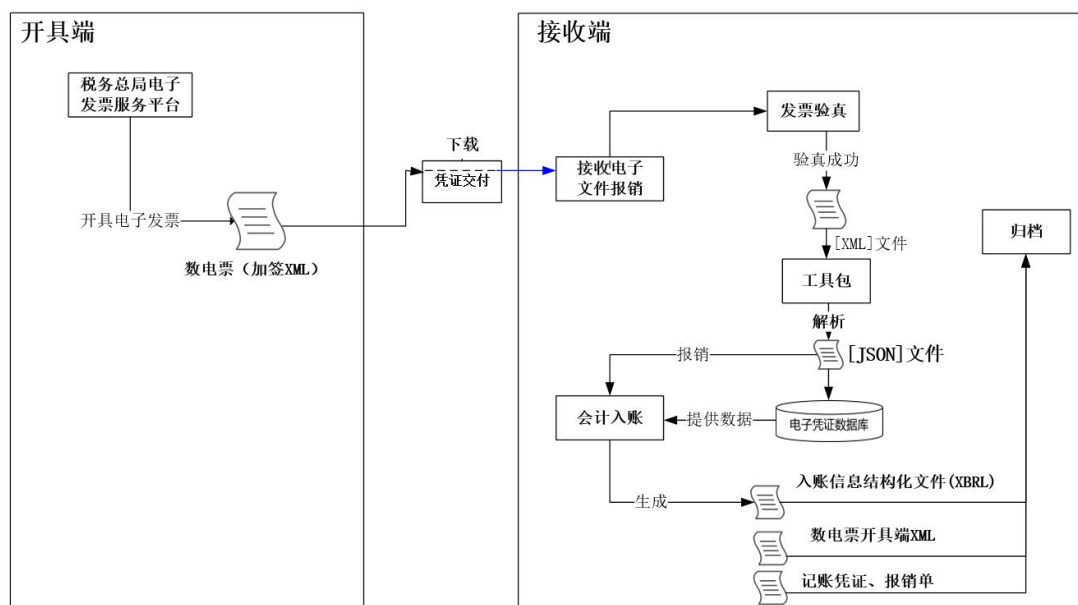 开具端
税务总局电子
发票服务平台
开具电子发票
数电票（加签XML）
下载
凭证交付
接收端
接收电子
文件报销
发票验真
验真成功
[XML]文件
工具包
解析
[JSON]文件
报销
会计入账
提供数据
电子凭证数据库
归档
生成
入账信息结构化文件(XBRL)
数电票开具端XML
记账凭证、报销单